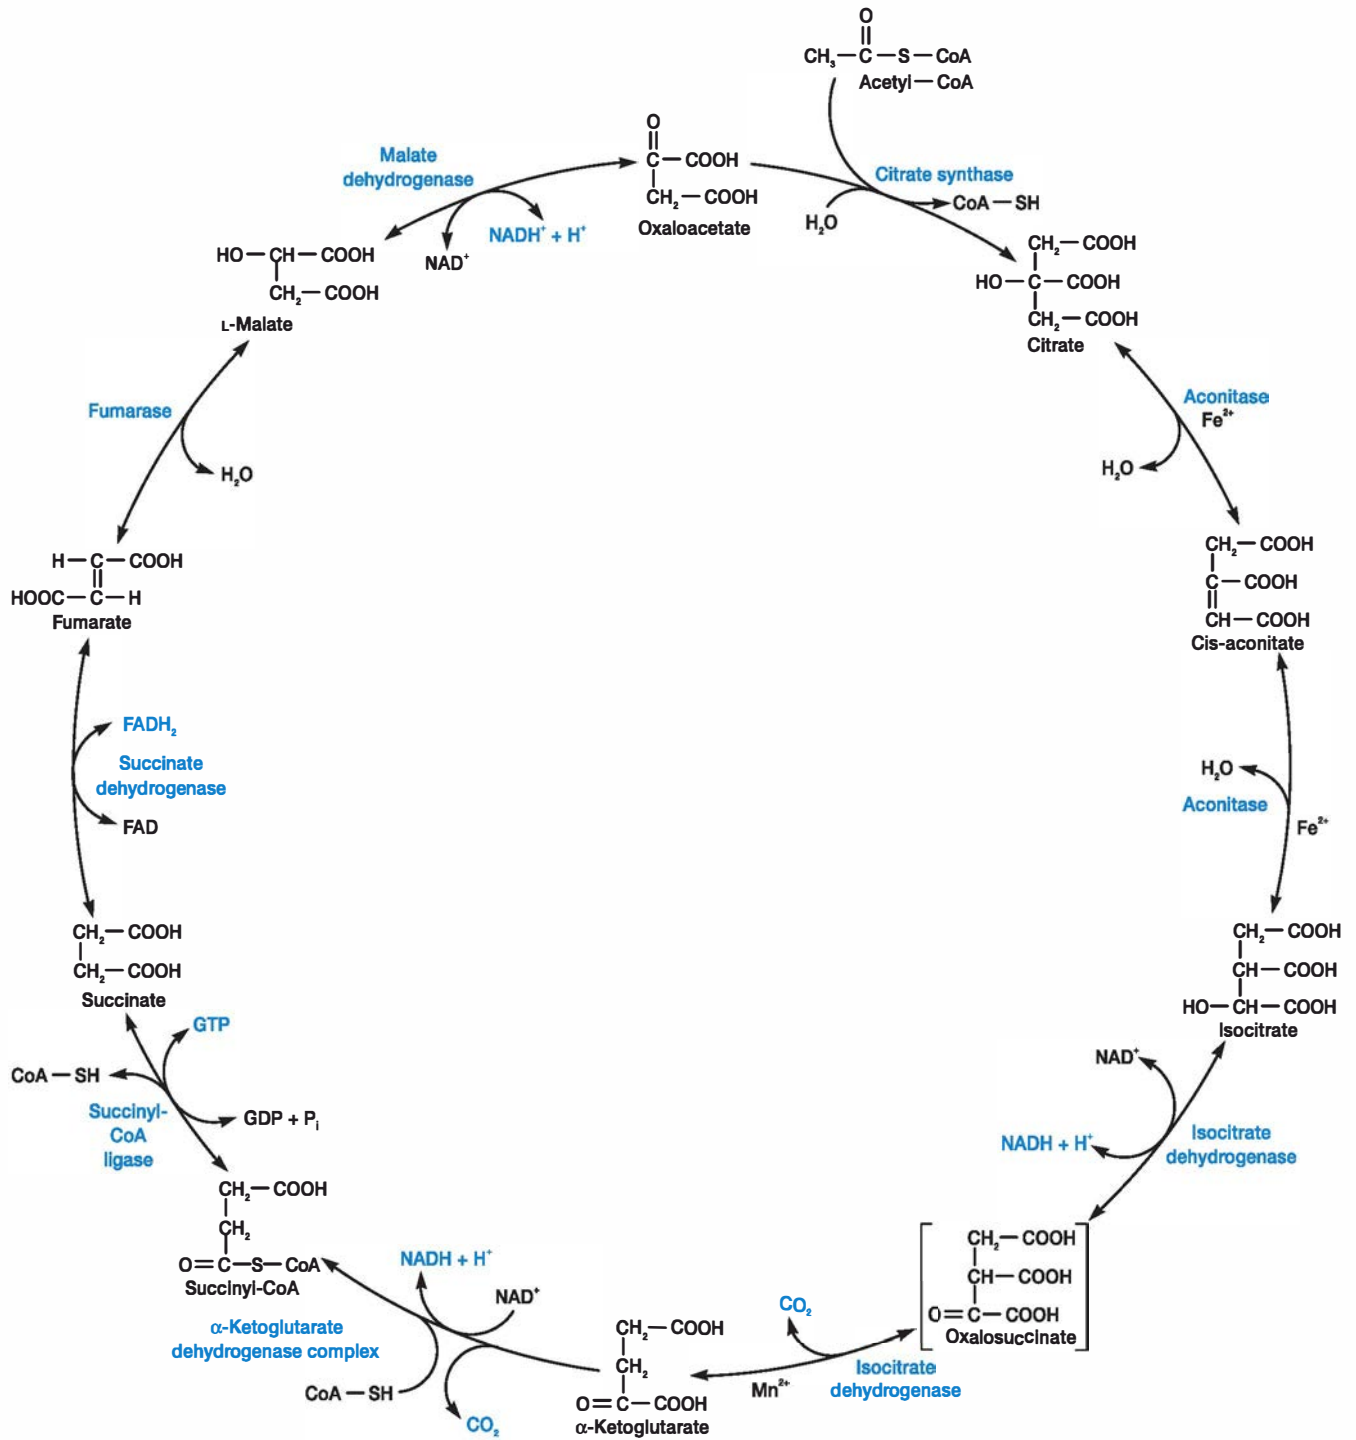 O
CH₃—C—S—CoA
Acetyl—CoA
O
C—COOH
CH₂—COOH
Oxaloacetate
Malate
dehydrogenase
NADH⁺ + H⁺
NAD⁺
Citrate synthase
H₂O
CoA—SH
CH₂—COOH
HO—C—COOH
CH₂—COOH
Citrate
HO—CH—COOH
CH₂—COOH
L-Malate
Aconitase
Fe²⁺
H₂O
Fumarase
H₂O
CH₂—COOH
C—COOH
CH—COOH
Cis-aconitate
H—C—COOH
HOOC—C—H
Fumarate
H₂O
Aconitase
Fe²⁺
FADH₂
Succinate
dehydrogenase
FAD
CH₂—COOH
CH—COOH
HO—CH—COOH
Isocitrate
CH₂—COOH
CH₂—COOH
Succinate
NAD⁺
NADH + H⁺
Isocitrate
dehydrogenase
GTP
CoA—SH
GDP + Pᵢ
Succinyl-
CoA
ligase
CH₂—COOH
CH—COOH
O=C—COOH
Oxalosuccinate
CH₂—COOH
CH₂
O=C—S—CoA
Succinyl-CoA
CO₂
Mn²⁺
Isocitrate
dehydrogenase
NADH + H⁺
NAD⁺
α-Ketoglutarate
dehydrogenase complex
CoA—SH
CO₂
CH₂—COOH
CH₂
O=C—COOH
α-Ketoglutarate